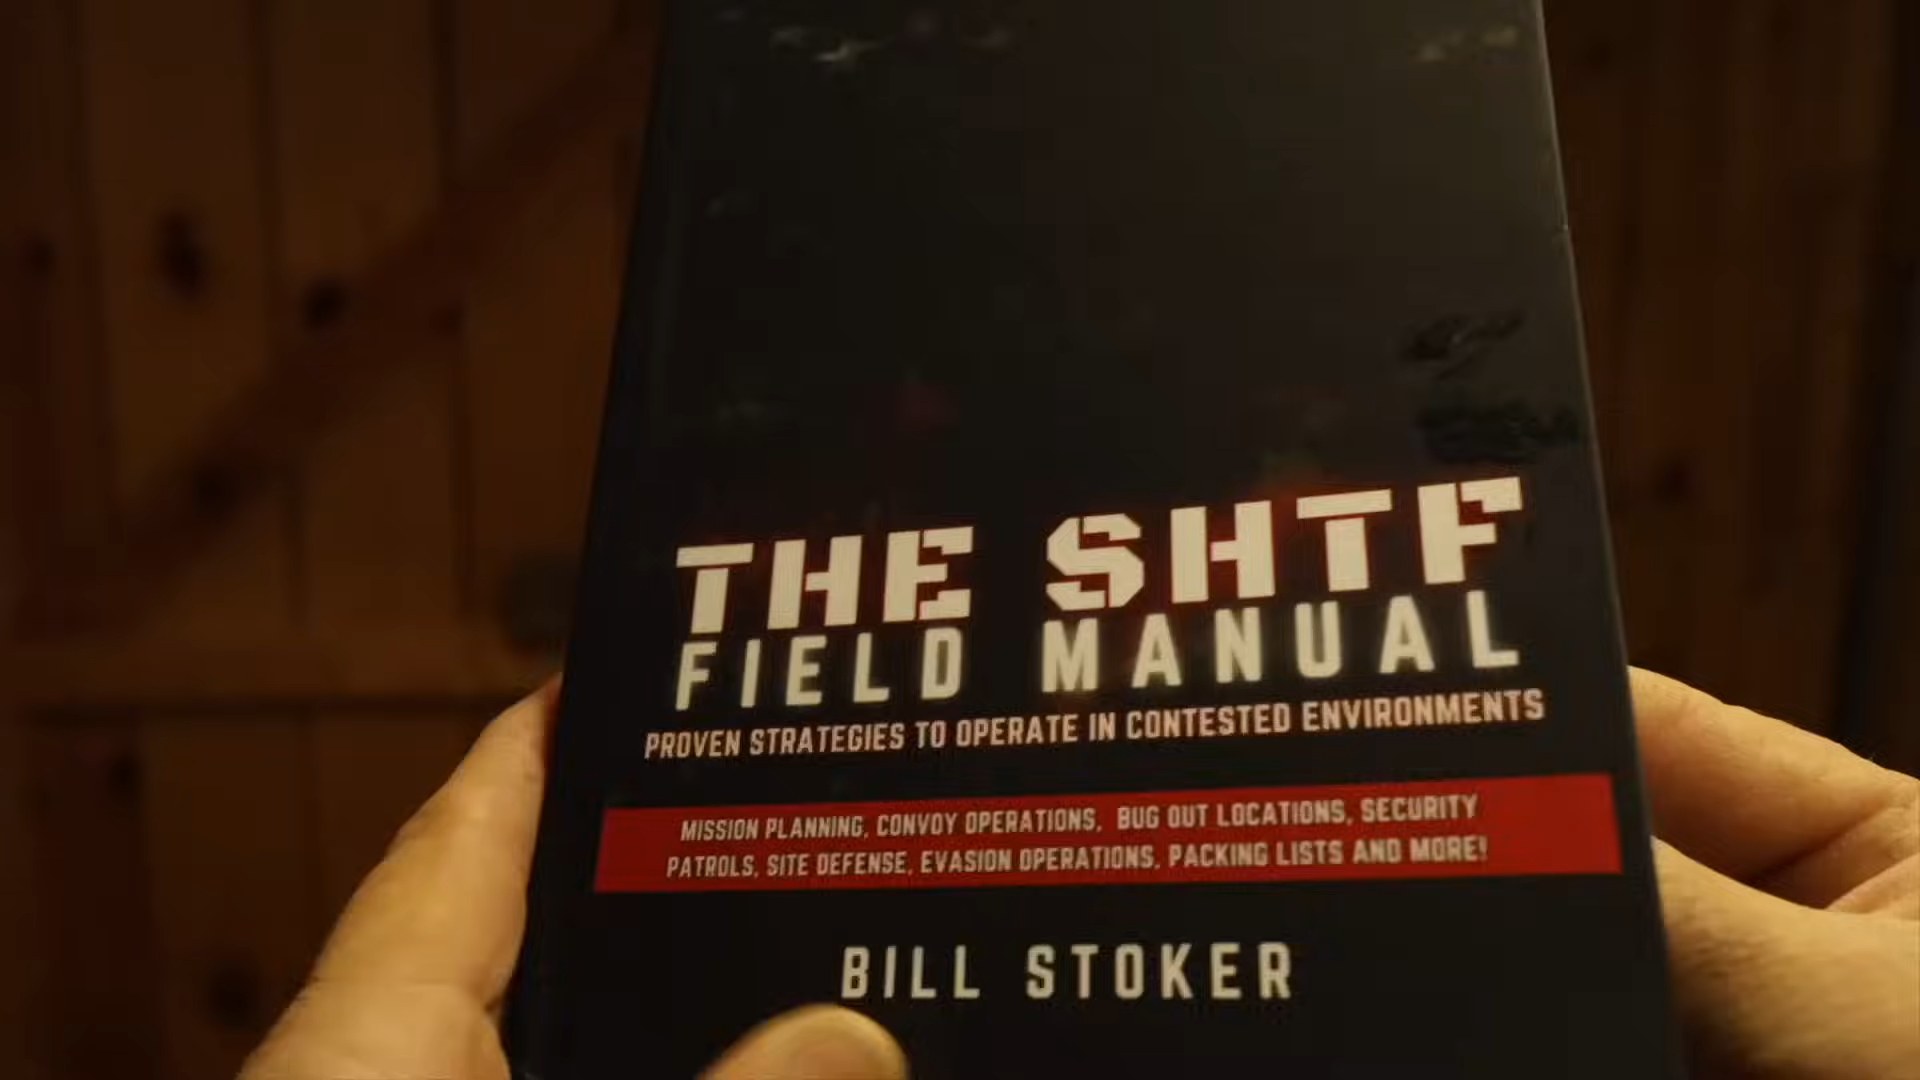 THE SHTF
FIELD MANUAL
PROVEN STRATEGIES TO OPERATE IN CONTESTED ENVIRONMENTS
MISSION PLANNING, CONVOY OPERATIONS, BUG OUT LOCATIONS, SECURITY
PATROLS, SITE DEFENSE, EVASION OPERATIONS, PACKING LISTS AND MORE!
BILL STOKER